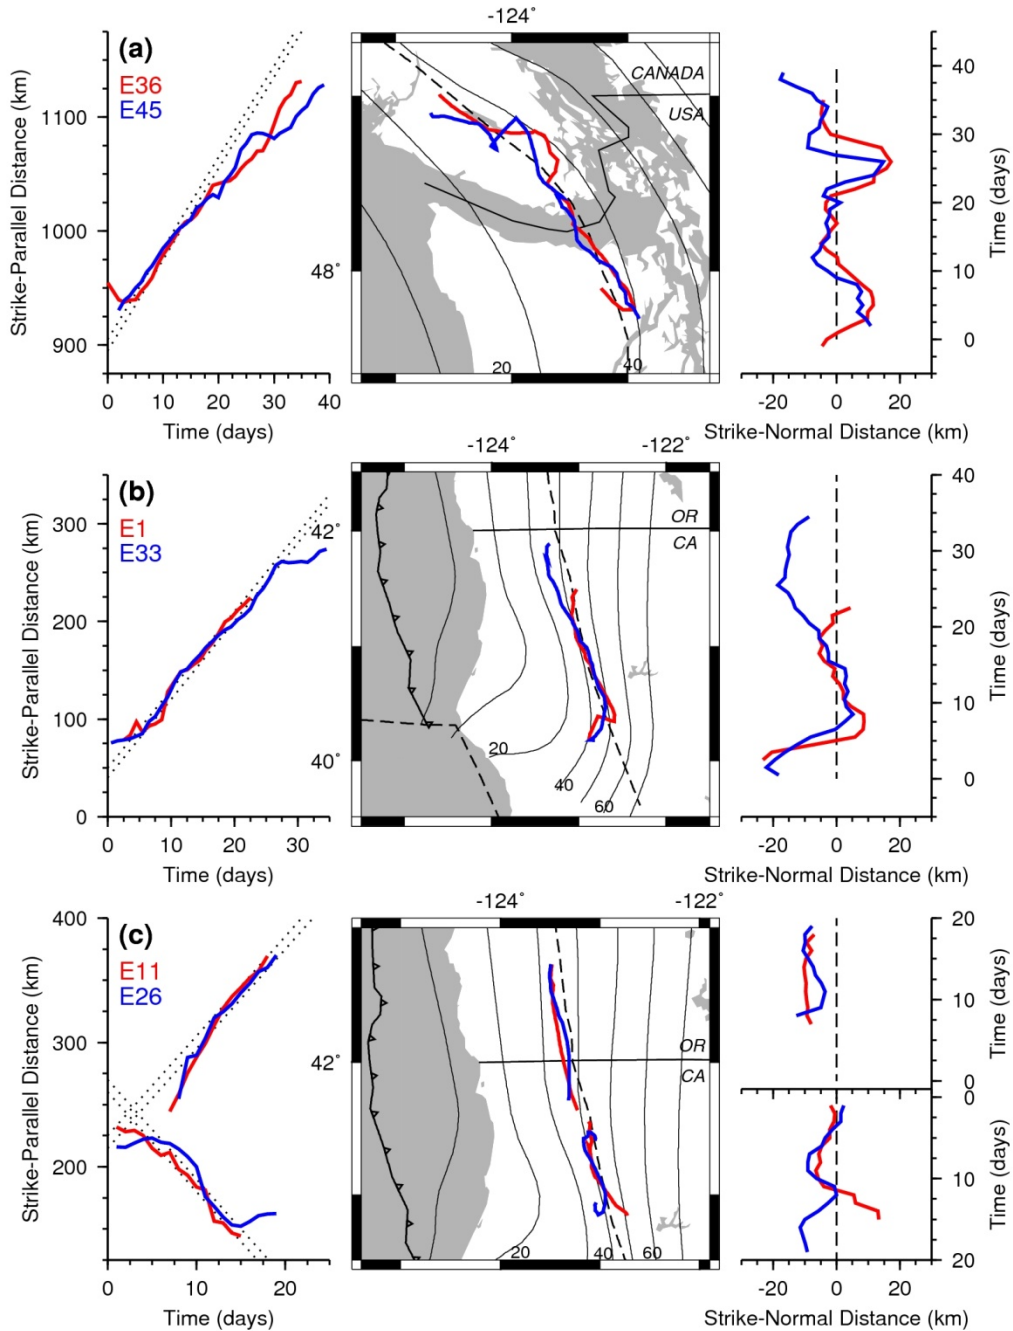 -124°
(a)
E36
E45
1100
1000
900
Strike-Parallel Distance (km)
0 10 20 30 40
Time (days)
CANADA
USA
48°
20
40
40
30
20
10
0
Time (days)
-20 0 20
Strike-Normal Distance (km)
-124° -122°
(b)
E1
E33
300
200
100
0
Strike-Parallel Distance (km)
0 10 20 30
Time (days)
42°
OR
CA
40°
20
40
60
40
30
20
10
0
Time (days)
-20 0 20
Strike-Normal Distance (km)
-124° -122°
(c)
E11
E26
400
300
200
Strike-Parallel Distance (km)
0 10 20
Time (days)
42°
OR
CA
20 40 60
20
10
0
Time (days)
0
10
20
Time (days)
-20 0 20
Strike-Normal Distance (km)